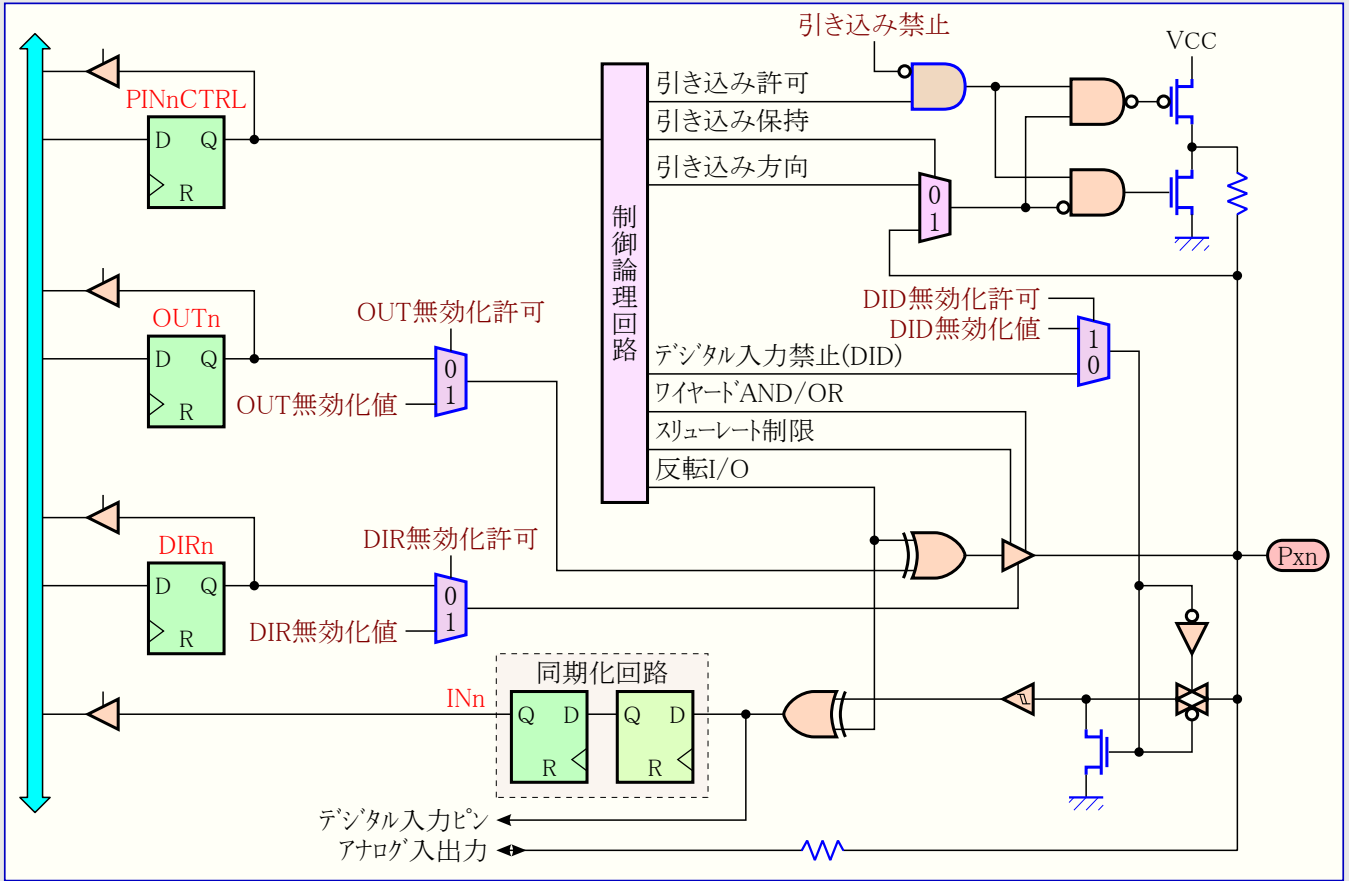 引き込み禁止
VCC
PINnCTRL
D Q
R
引き込み許可
引き込み保持
引き込み方向
0
1
制御論理回路
OUTn
D Q
R
OUT無効化許可
0
1
OUT無効化値
DID無効化許可
DID無効化値
1
0
デジタル入力禁止(DID)
ワイヤードAND/OR
スリューレート制限
反転I/O
DIRn
D Q
R
DIR無効化許可
0
1
DIR無効化値
Pxn
同期化回路
INn
Q D
R
Q D
R
デジタル入力ピン
アナログ入出力